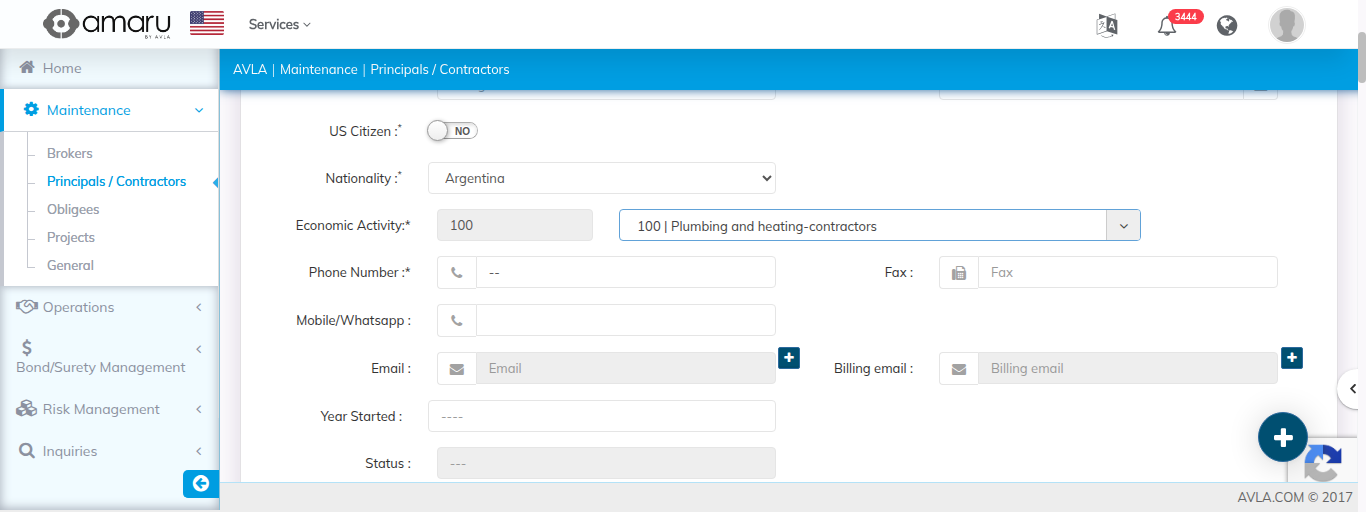 amaru
BY AVLA
Services
3444
Home
AVLA | Maintenance | Principals / Contractors
Maintenance
Brokers
Principals / Contractors
Obligees
Projects
General
Operations
$
Bond/Surety Management
Risk Management
Inquiries
US Citizen :* NO
Nationality :* Argentina
Economic Activity:* 100 100 | Plumbing and heating-contractors
Phone Number :* -- Fax : Fax
Mobile/Whatsapp :
Email : Email Billing email : Billing email
Year Started : ----
Status : ---
AVLA.COM © 2017